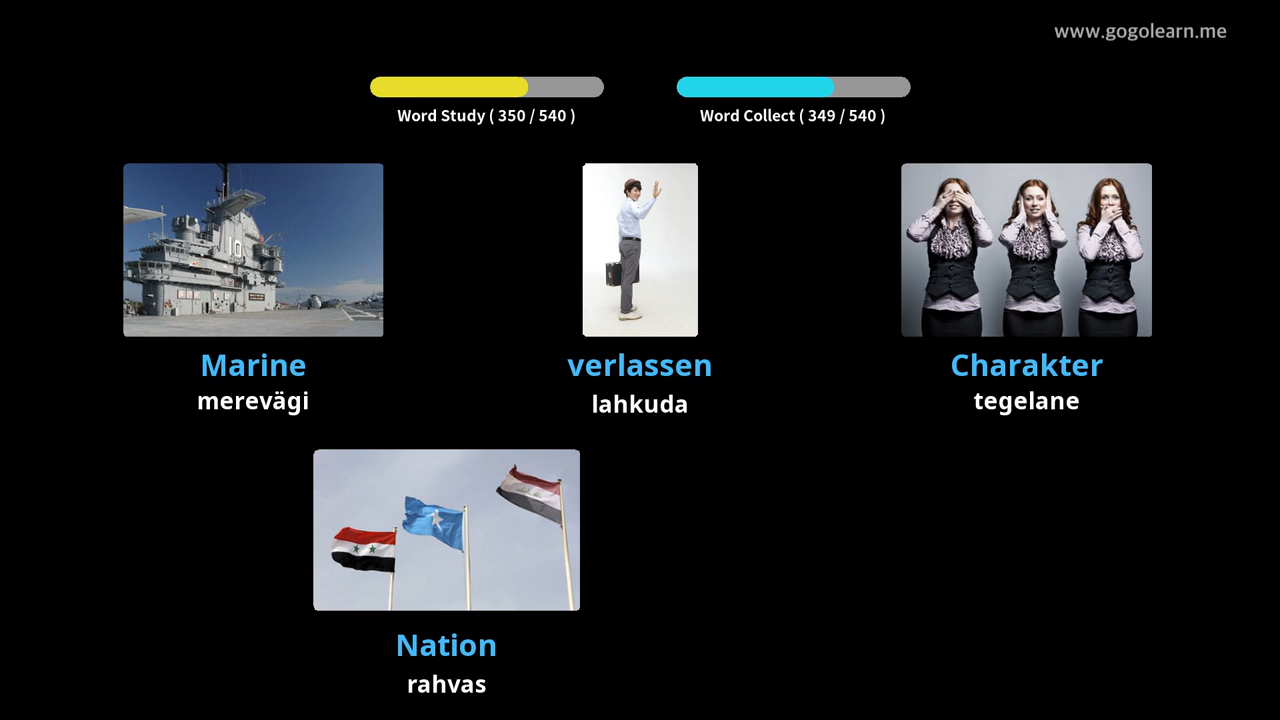 www.gogolearn.me
Word Study ( 350 / 540 )
Word Collect ( 349 / 540 )
10
Marine
verlassen
Charakter
merevägi
lahkuda
tegelane
Nation
rahvas